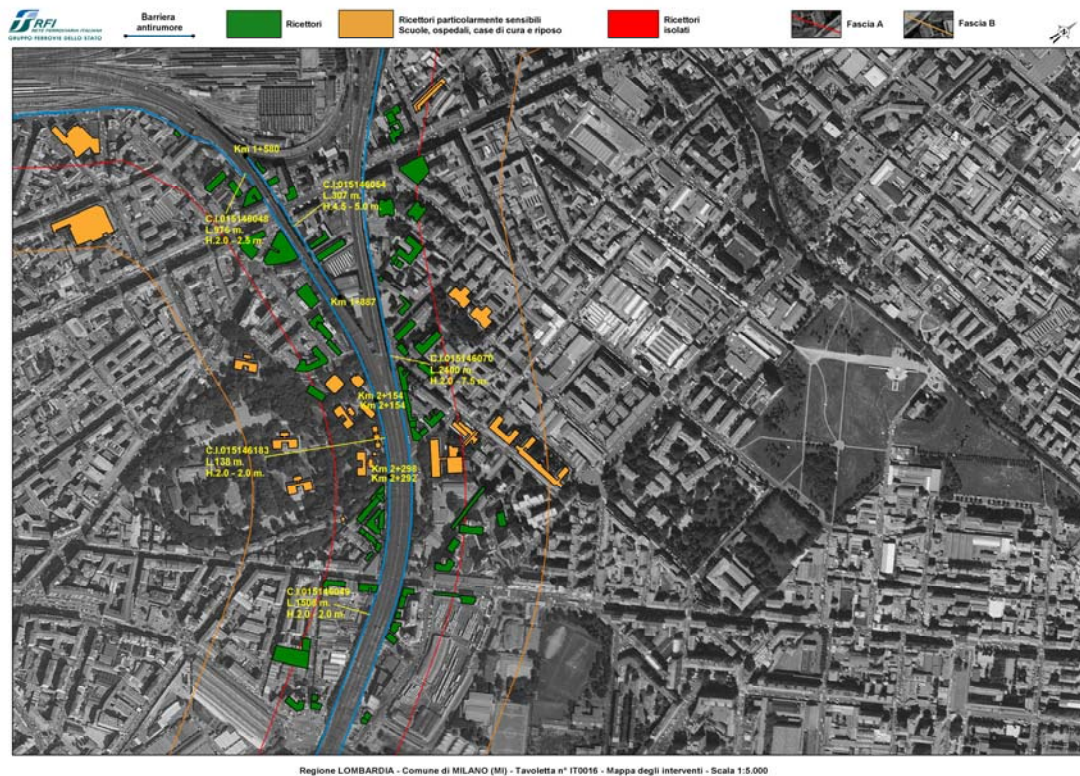 RFI
RETE FERROVIARIA ITALIANA
GRUPPO FERROVIE DELLO STATO
Barriera
antirumore
Ricettori
Ricettori particolarmente sensibili
Scuole, ospedali, case di cura e riposo
Ricettori
isolati
Fascia A
Fascia B
Km 1+580
C.I.015146064
L.307 m.
H.4.5 - 5.0 m.
C.I.015146048
L.976 m.
H.2.0 - 2.5 m.
Km 1+887
C.I.015146070
L.2400 m.
H.2.0 - 7.5 m.
Km 2+154
Km 2+154
C.I.015146183
L.138 m.
H.2.0 - 2.0 m.
Km 2+298
Km 2+292
C.I.015146049
L.1508 m.
H.2.0 - 2.0 m.
Regione LOMBARDIA - Comune di MILANO (MI) - Tavoletta n° IT0016 - Mappa degli interventi - Scala 1:5.000